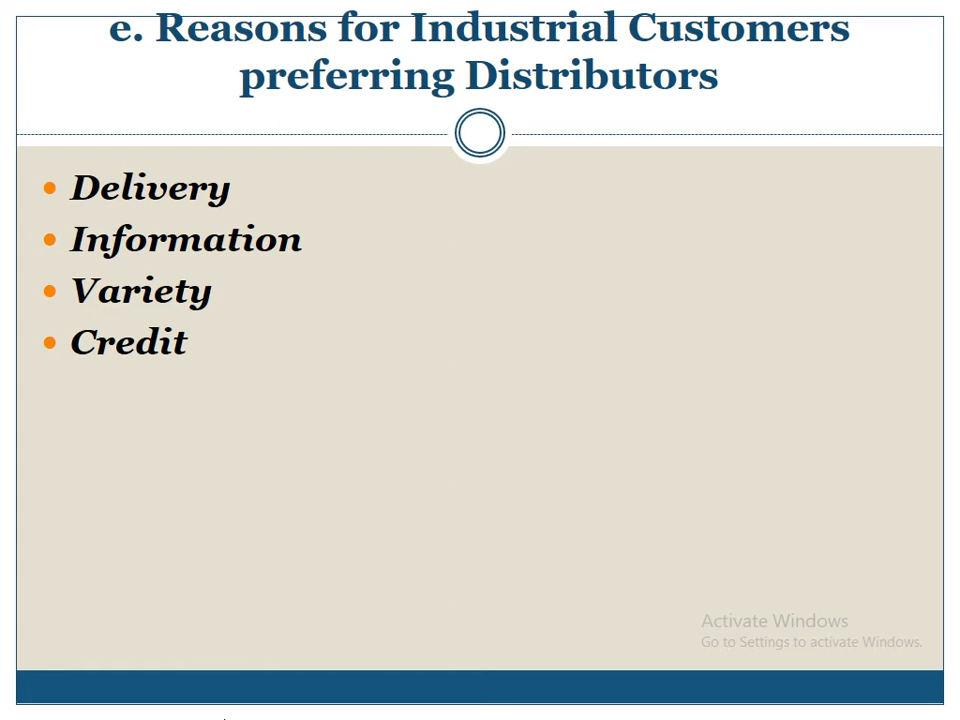 e. Reasons for Industrial Customers
preferring Distributors
Delivery
Information
Variety
Credit
Activate Windows
Go to Settings to activate Windows.